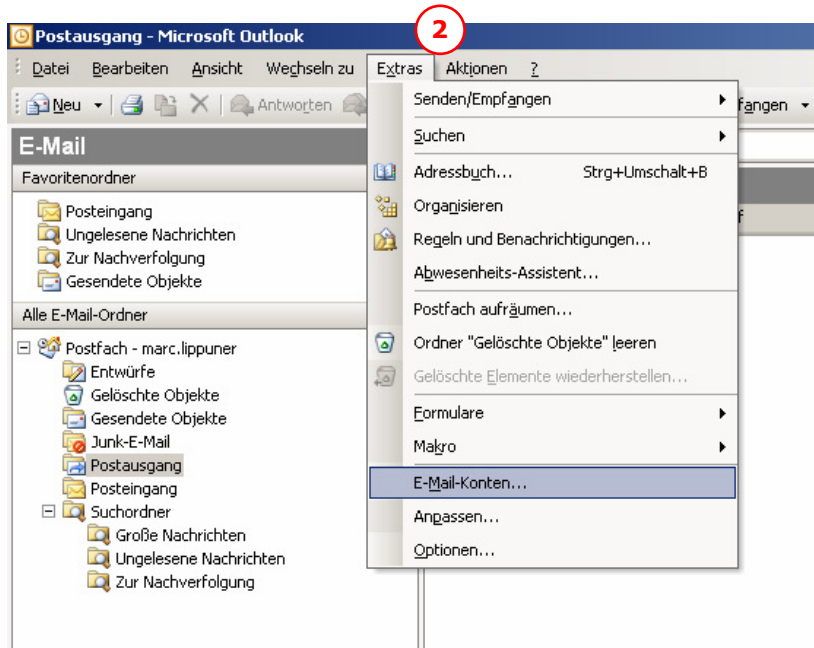 2
Postausgang - Microsoft Outlook
Datei Bearbeiten Ansicht Wechseln zu Extras Aktionen ?
Neu Antworten
E-Mail
Favoritenordner
Posteingang
Ungelesene Nachrichten
Zur Nachverfolgung
Gesendete Objekte
Alle E-Mail-Ordner
Postfach - marc.lippuner
Entwürfe
Gelöschte Objekte
Gesendete Objekte
Junk-E-Mail
Postausgang
Posteingang
Suchordner
Große Nachrichten
Ungelesene Nachrichten
Zur Nachverfolgung
Senden/Empfangen
Suchen
Adressbuch... Strg+Umschalt+B
Organisieren
Regeln und Benachrichtigungen...
Abwesenheits-Assistent...
Postfach aufräumen...
Ordner "Gelöschte Objekte" leeren
Gelöschte Elemente wiederherstellen...
Formulare
Makro
E-Mail-Konten...
Anpassen...
Optionen...
fangen